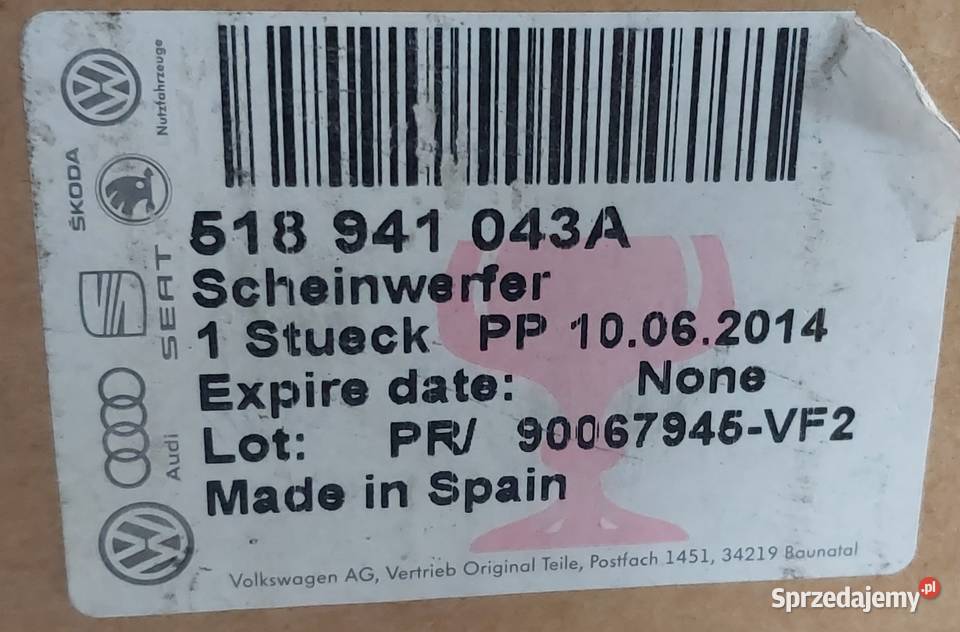 Nutzfahrzeuge
ŠKODA
SEAT
Audi
518 941 043A
Scheinwerfer
1 Stueck PP 10.06.2014
Expire date: None
Lot: PR/ 90067945-VF2
Made in Spain
Volkswagen AG, Vertrieb Original Teile, Postfach 1451, 34219 Baunatal
Sprzedajemy.pl